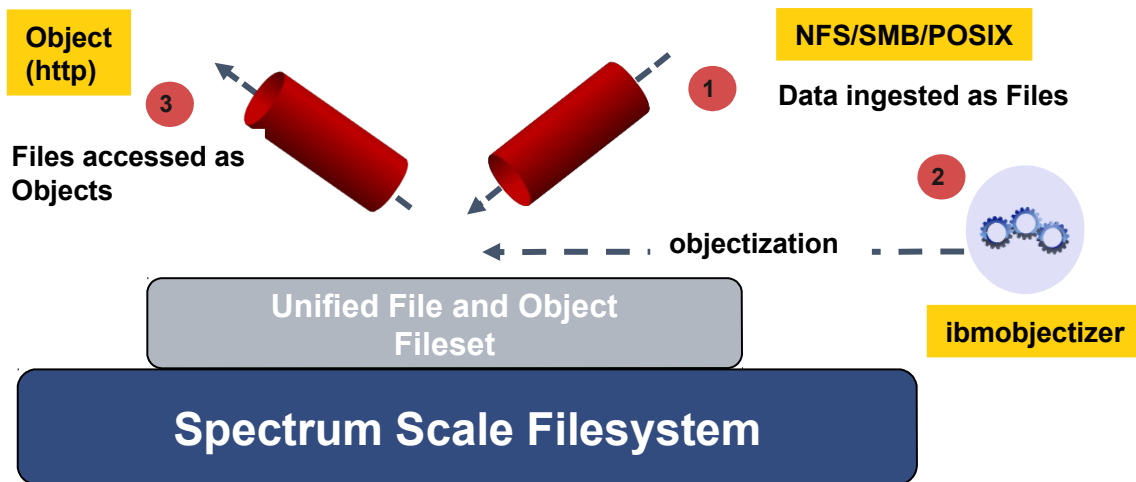 Object
(http)
3
Files accessed as
Objects
NFS/SMB/POSIX
1
Data ingested as Files
2
objectization
ibmobjectizer
Unified File and Object
Fileset
Spectrum Scale Filesystem